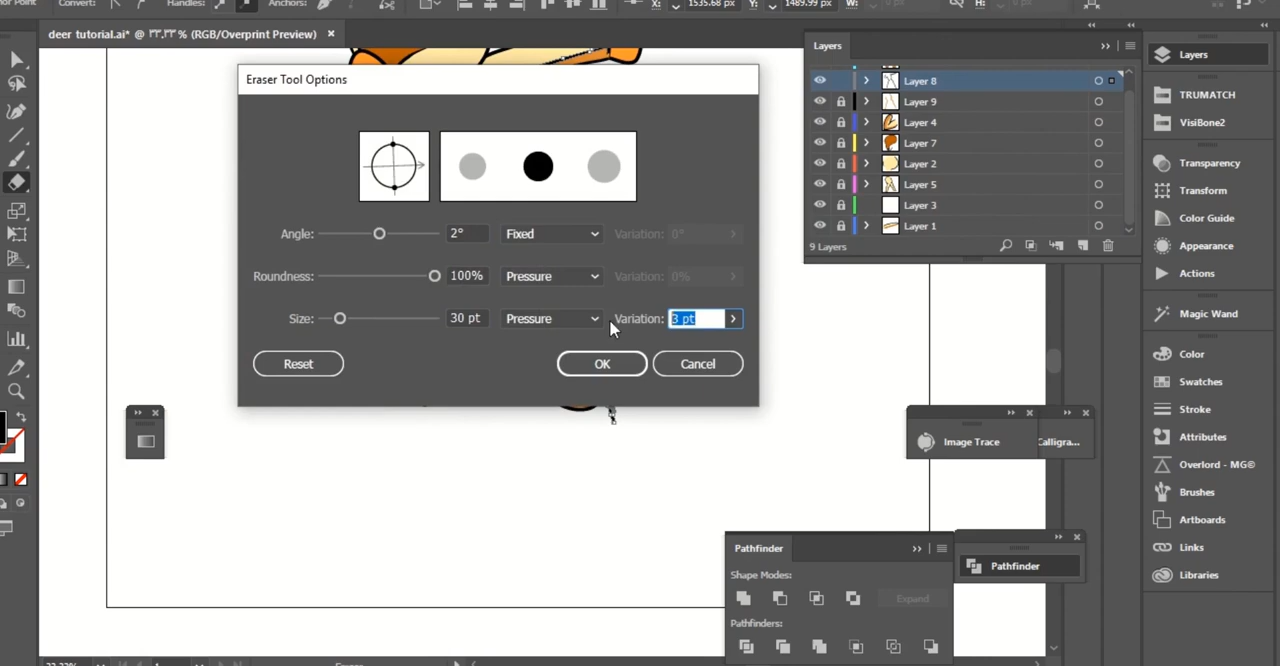 Convert:
Handles:
Anchors:
X:
1535.68 px
Y:
1489.99 px
W:
H:
deer tutorial.ai* @ ۳۳,۳۳ % (RGB/Overprint Preview)
Eraser Tool Options
Angle:
2°
Fixed
Variation:
0°
Roundness:
100%
Pressure
Variation:
0%
Size:
30 pt
Pressure
Variation:
3 pt
Reset
OK
Cancel
Layers
Layer 8
Layer 9
Layer 4
Layer 7
Layer 2
Layer 5
Layer 3
Layer 1
9 Layers
Image Trace
Calligra...
Pathfinder
Shape Modes:
Expand
Pathfinders:
Pathfinder
Layers
TRUMATCH
VisiBone2
Transparency
Transform
Color Guide
Appearance
Actions
Magic Wand
Color
Swatches
Stroke
Attributes
Overlord - MG©
Brushes
Artboards
Links
Libraries